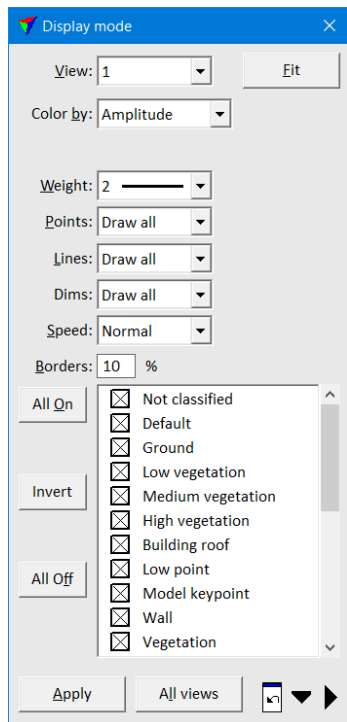 Display mode
View: 1 Fit
Color by: Amplitude
Weight: 2
Points: Draw all
Lines: Draw all
Dims: Draw all
Speed: Normal
Borders: 10 %
All On
Not classified
Default
Ground
Low vegetation
Invert
Medium vegetation
High vegetation
Building roof
All Off
Low point
Model keypoint
Wall
Vegetation
Apply All views